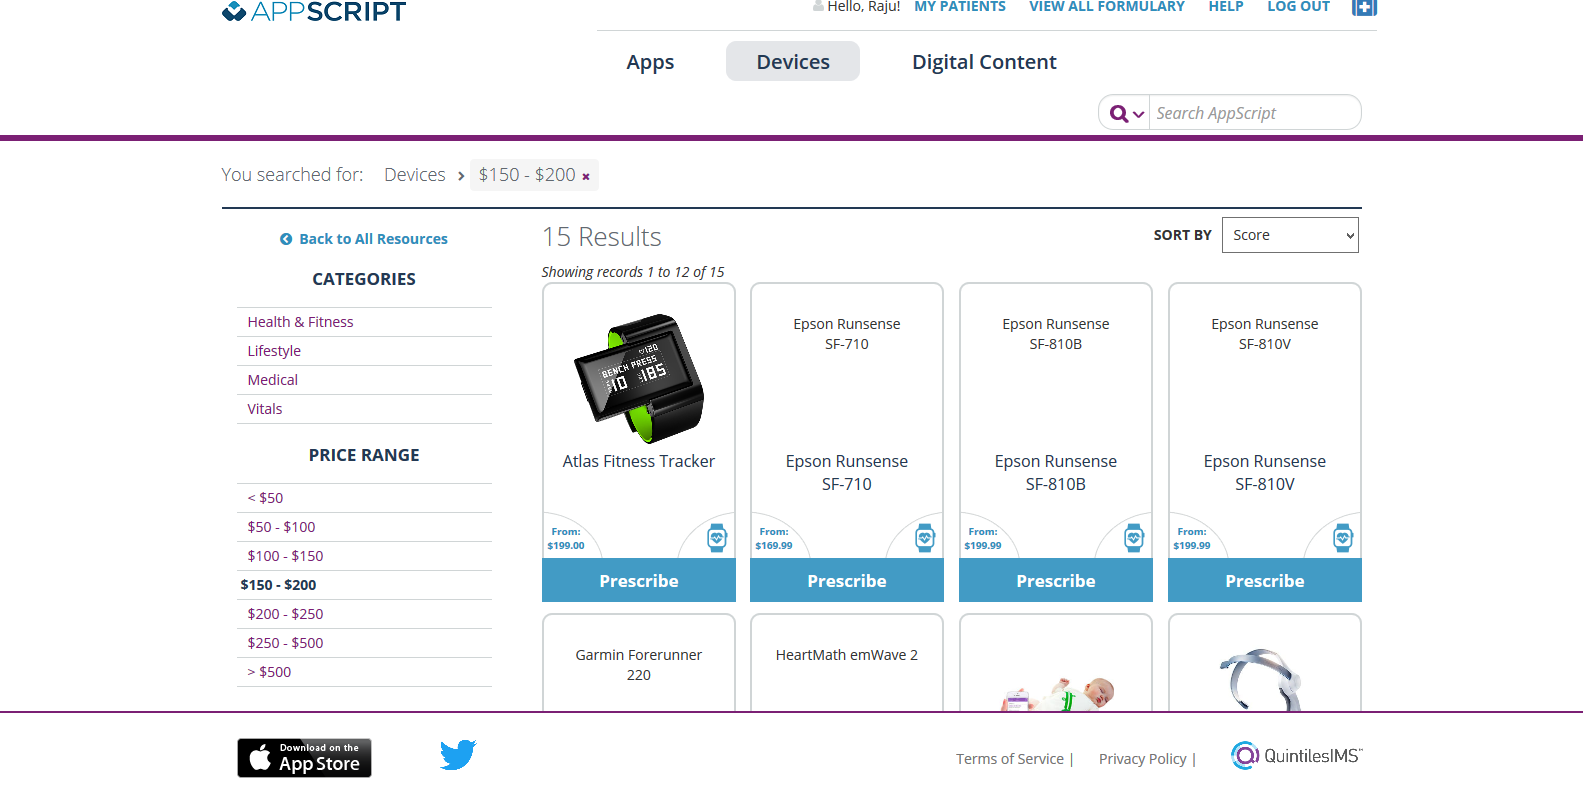 APPSCRIPT
Hello, Raju! MY PATIENTS VIEW ALL FORMULARY HELP LOG OUT
Apps Devices Digital Content
Search AppScript
You searched for: Devices $150 - $200
Back to All Resources
CATEGORIES
Health & Fitness
Lifestyle
Medical
Vitals
PRICE RANGE
< $50
$50 - $100
$100 - $150
$150 - $200
$200 - $250
$250 - $500
> $500
15 Results
SORT BY Score
Showing records 1 to 12 of 15
120
BENCH PRESS
10 185
Atlas Fitness Tracker
From:
$199.00
Prescribe
Epson Runsense
SF-710
Epson Runsense
SF-710
From:
$169.99
Prescribe
Epson Runsense
SF-810B
Epson Runsense
SF-810B
From:
$199.99
Prescribe
Epson Runsense
SF-810V
Epson Runsense
SF-810V
From:
$199.99
Prescribe
Garmin Forerunner
220
HeartMath emWave 2
Download on the
App Store
Terms of Service |
Privacy Policy |
QuintilesIMS™